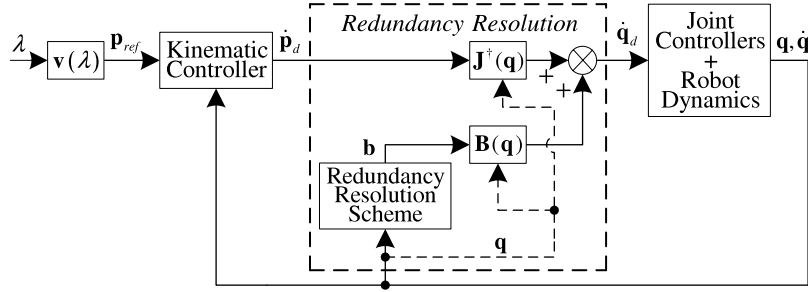 Redundancy Resolution
λ
v(λ)
p_ref
Kinematic
Controller
ṗ_d
J†(q)
+
+
q̇_d
Joint
Controllers
+
Robot
Dynamics
q, q̇
b
B(q)
Redundancy
Resolution
Scheme
q